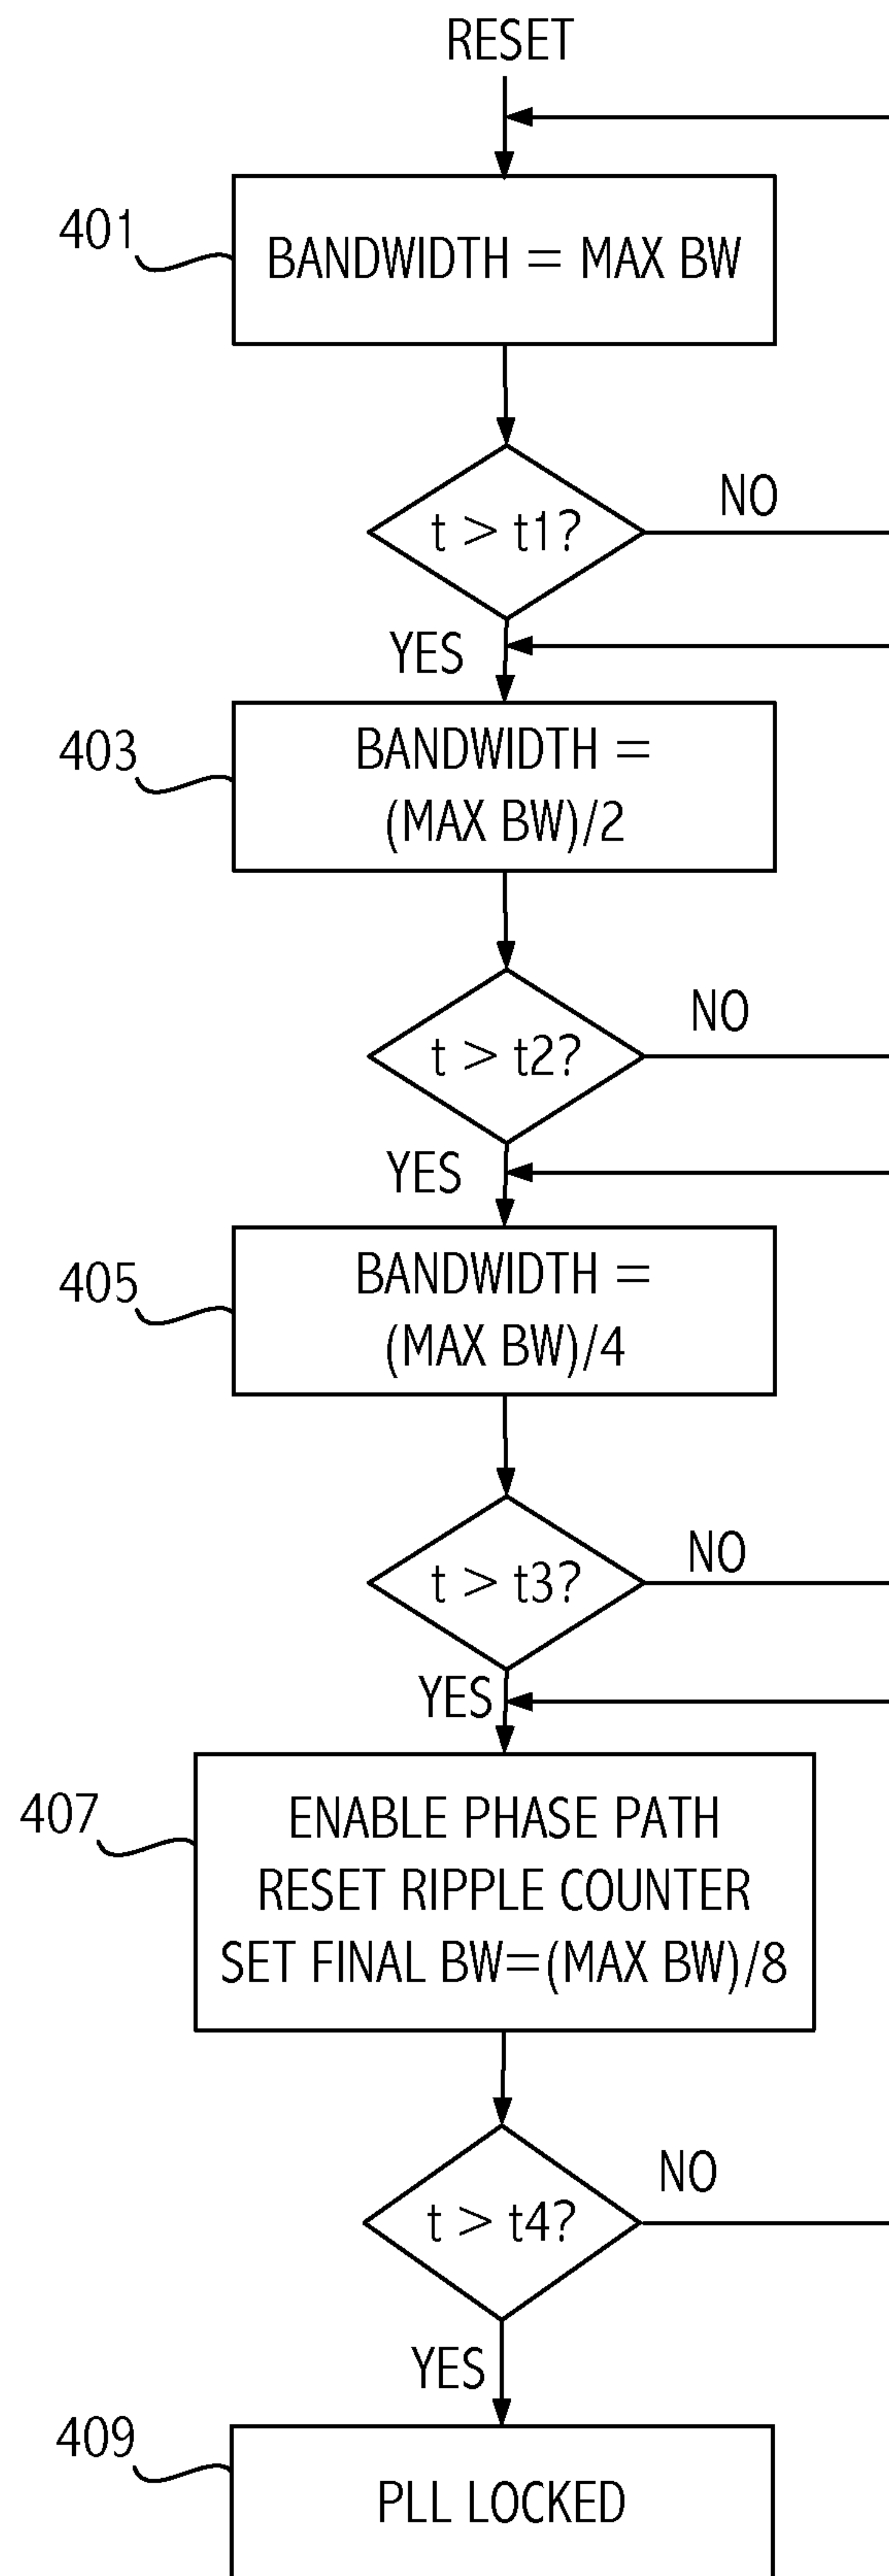 RESET
401
BANDWIDTH = MAX BW
t > t1?
NO
YES
403
BANDWIDTH =
(MAX BW)/2
t > t2?
NO
YES
405
BANDWIDTH =
(MAX BW)/4
t > t3?
NO
YES
407
ENABLE PHASE PATH
RESET RIPPLE COUNTER
SET FINAL BW=(MAX BW)/8
t > t4?
NO
YES
409
PLL LOCKED